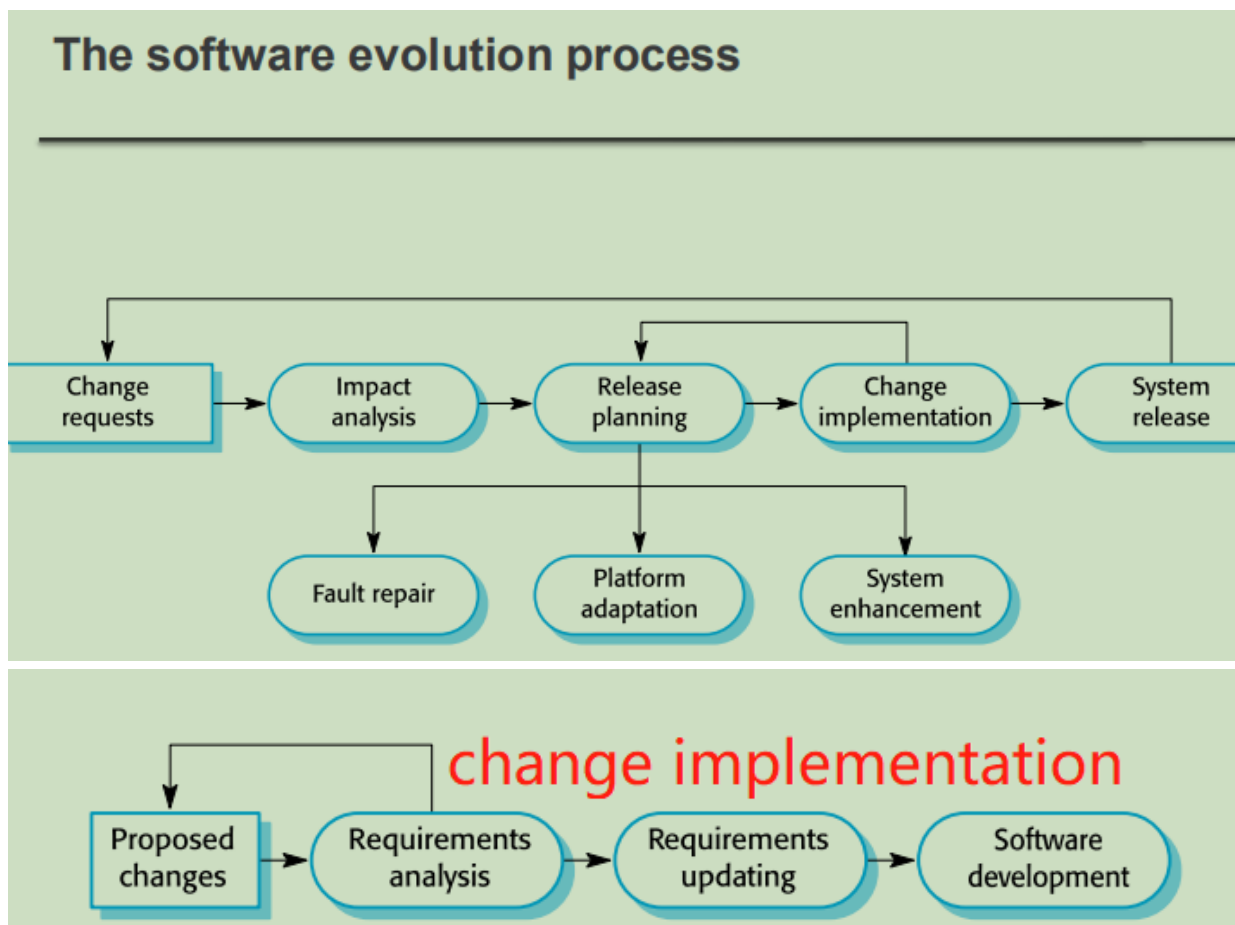 The software evolution process
Change
requests
Impact
analysis
Release
planning
Change
implementation
System
release
Fault repair
Platform
adaptation
System
enhancement
change implementation
Proposed
changes
Requirements
analysis
Requirements
updating
Software
development